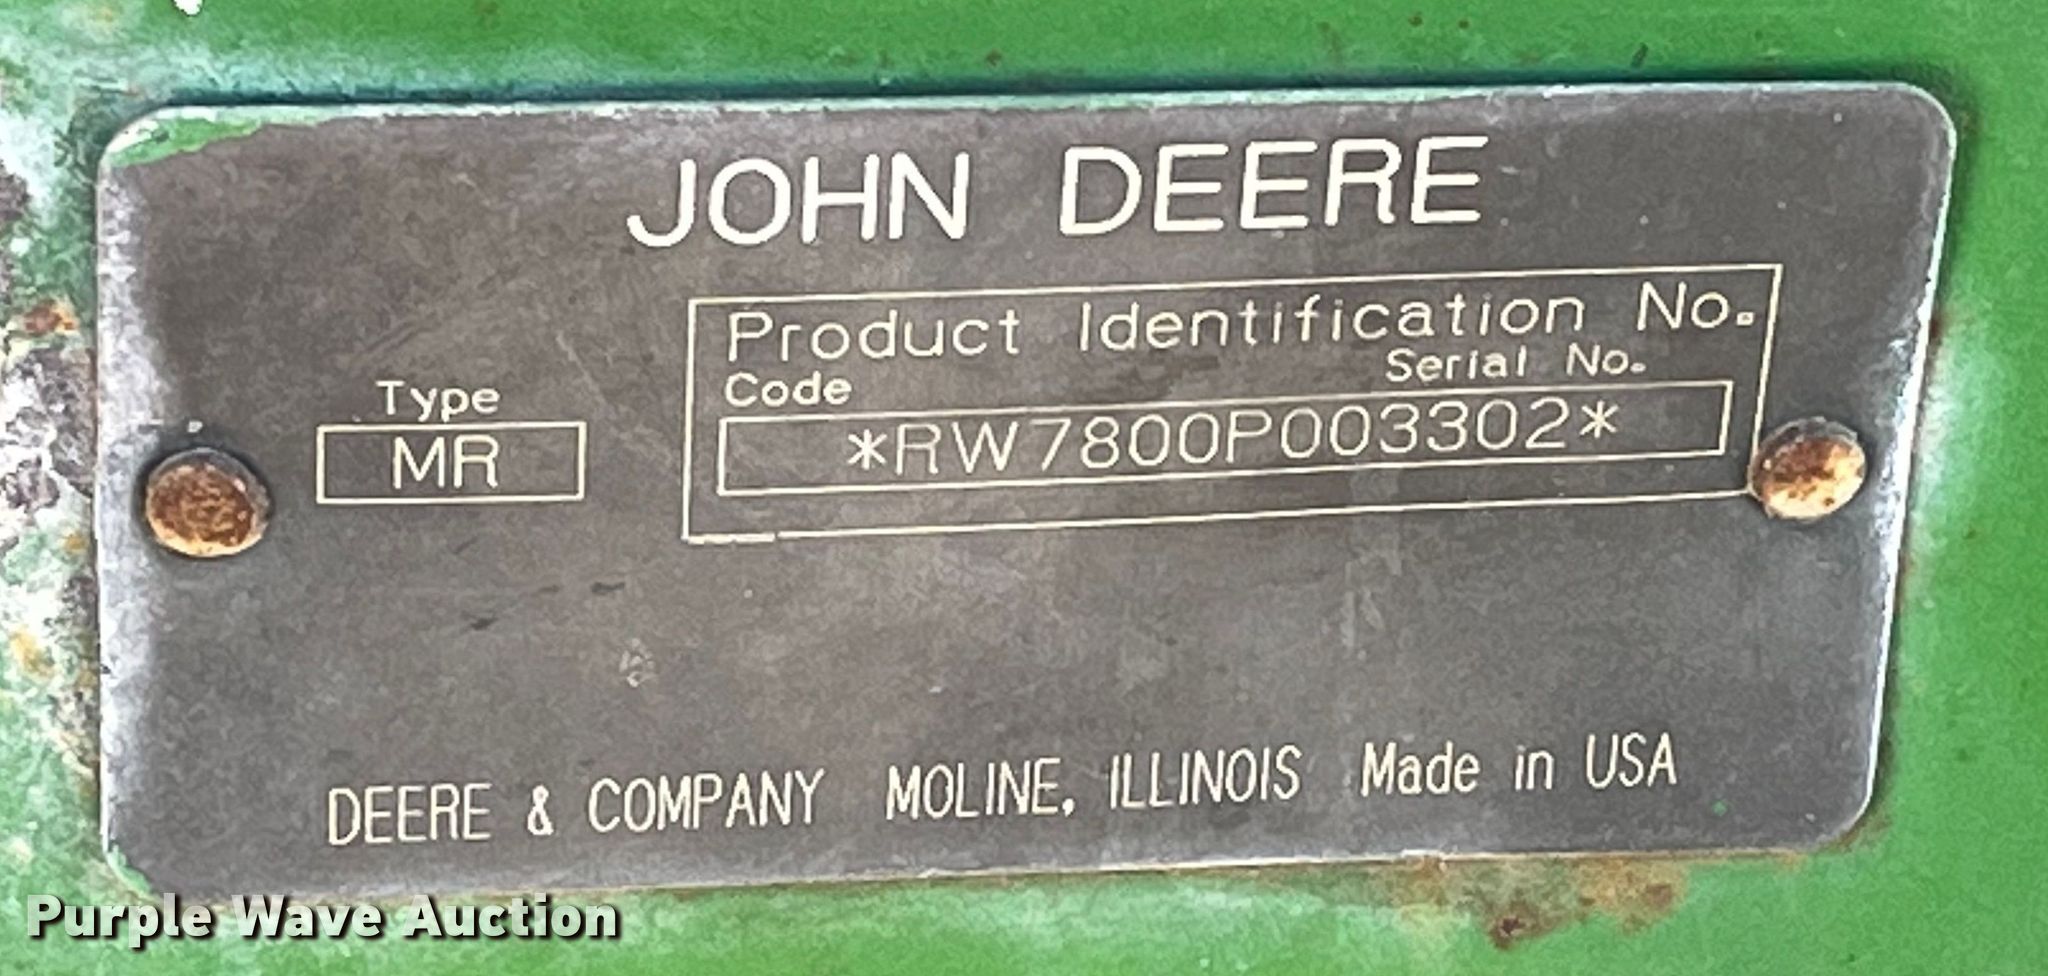 JOHN DEERE
Product Identification No.
Code Serial No.
*RW7800P003302*
Type
MR
DEERE & COMPANY MOLINE, ILLINOIS Made in USA
Purple Wave Auction